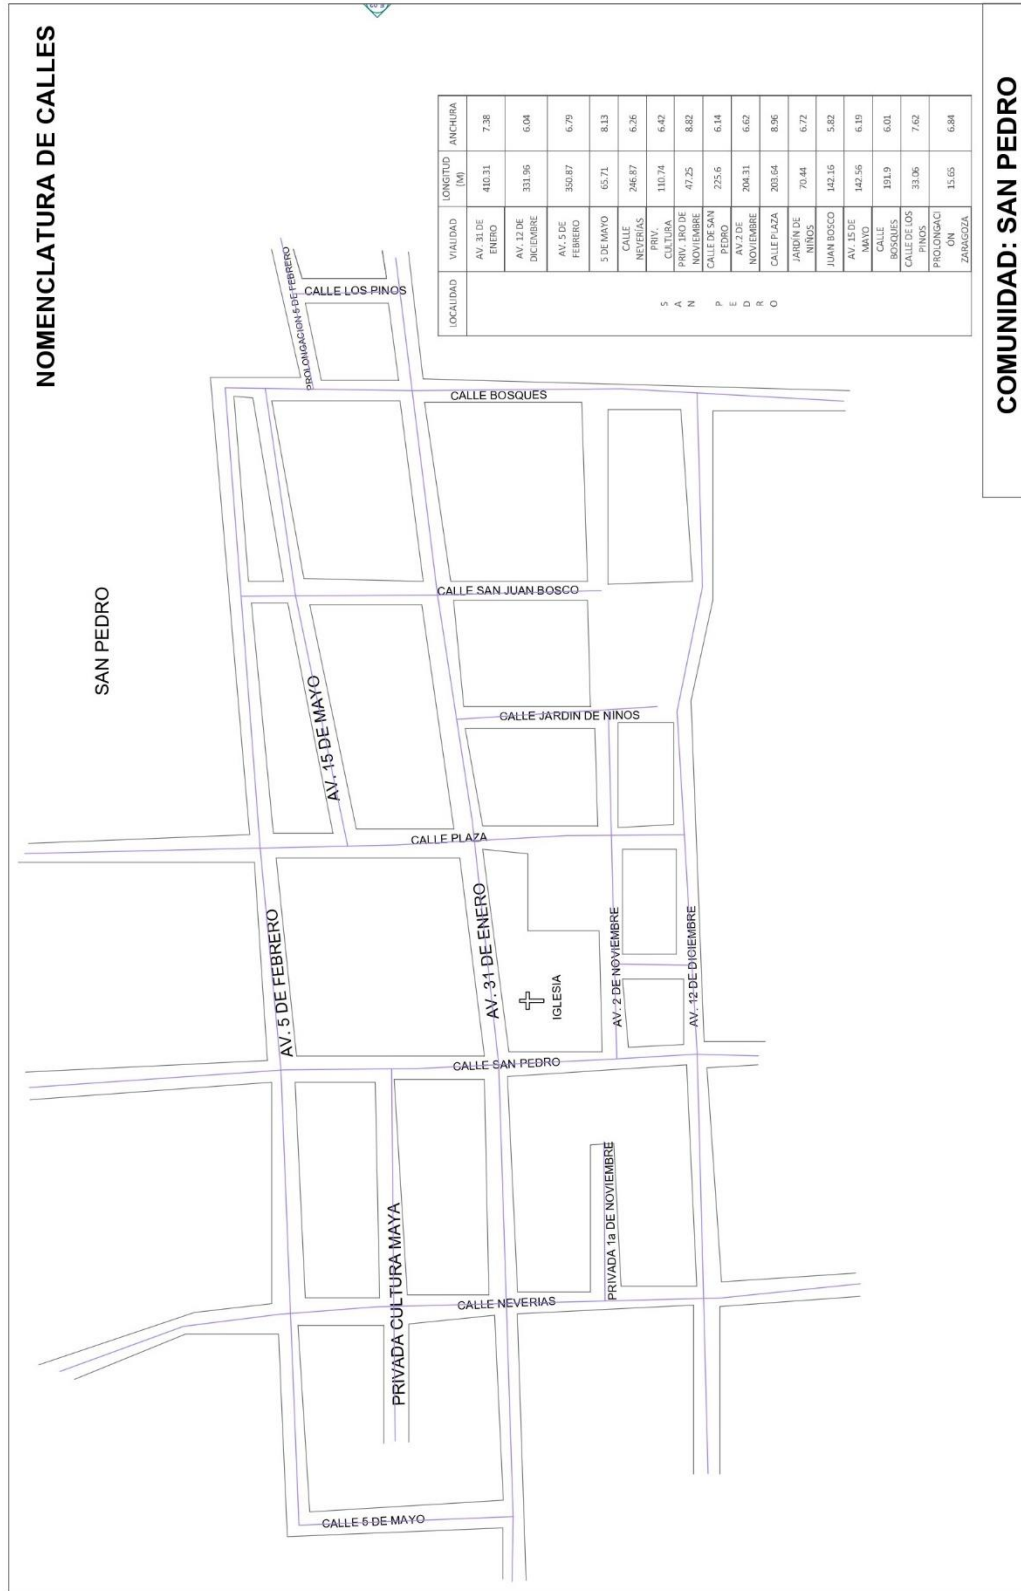 NOMENCLATURA DE CALLES
SAN PEDRO
LOCALIDAD VIALIDAD LONGITUD (M) ANCHURA
SAN PEDRO
AV. 31 DE ENERO 410.31 7.38
AV. 12 DE DICIEMBRE 331.96 6.04
AV. 5 DE FEBRERO 350.87 6.79
5 DE MAYO 65.71 8.13
CALLE NEVERÍAS 246.87 6.26
PRIV. CULTURA 110.74 6.42
PRIV. 1RO DE NOVIEMBRE 47.25 8.82
CALLE DE SAN PEDRO 225.6 6.14
AV. 2 DE NOVIEMBRE 204.31 6.62
CALLE PLAZA 203.64 8.96
JARDÍN DE NIÑOS 70.44 6.72
JUAN BOSCO 142.16 5.82
AV. 15 DE MAYO 142.56 6.19
CALLE BOSQUES 191.9 6.01
CALLE DE LOS PINOS 33.06 7.62
PROLONGACI ÓN ZARAGOZA 15.65 6.84
PROLONGACION 5 DE FEBRERO
CALLE LOS PINOS
CALLE BOSQUES
CALLE SAN JUAN BOSCO
AV. 15 DE MAYO
CALLE JARDIN DE NINOS
CALLE PLAZA
AV. 5 DE FEBRERO
AV. 31 DE ENERO
IGLESIA
AV. 2 DE NOVIEMBRE
AV. 12 DE DICIEMBRE
CALLE SAN PEDRO
PRIVADA CULTURA MAYA
PRIVADA 1a DE NOVIEMBRE
CALLE NEVERIAS
CALLE 5 DE MAYO
COMUNIDAD: SAN PEDRO